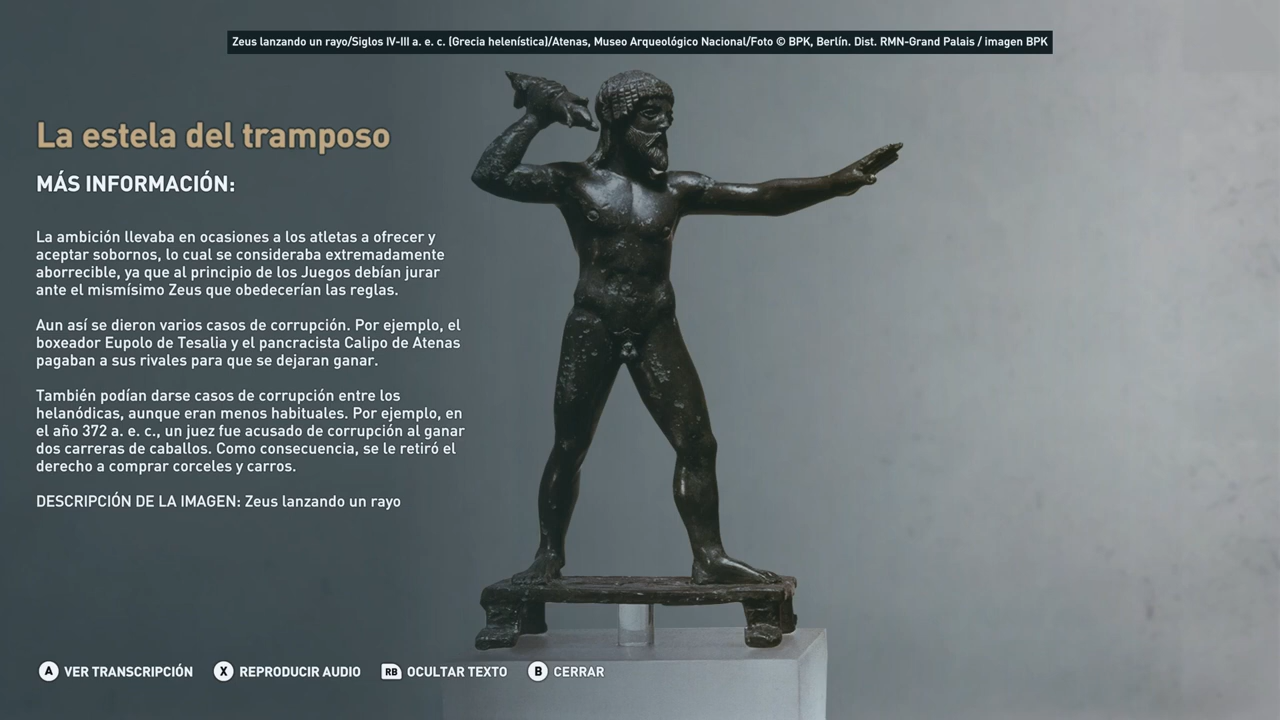 Zeus lanzando un rayo/Siglos IV-III a. e. c. (Grecia helenística)/Atenas, Museo Arqueológico Nacional/Foto © BPK, Berlín. Dist. RMN-Grand Palais / imagen BPK
La estela del tramposo
MÁS INFORMACIÓN:
La ambición llevaba en ocasiones a los atletas a ofrecer y
aceptar sobornos, lo cual se consideraba extremadamente
aborrecible, ya que al principio de los Juegos debían jurar
ante el mismísimo Zeus que obedecerían las reglas.
Aun así se dieron varios casos de corrupción. Por ejemplo, el
boxeador Eupolo de Tesalia y el pancracista Calipo de Atenas
pagaban a sus rivales para que se dejaran ganar.
También podían darse casos de corrupción entre los
helanódicas, aunque eran menos habituales. Por ejemplo, en
el año 372 a. e. c., un juez fue acusado de corrupción al ganar
dos carreras de caballos. Como consecuencia, se le retiró el
derecho a comprar corceles y carros.
DESCRIPCIÓN DE LA IMAGEN: Zeus lanzando un rayo
A VER TRANSCRIPCIÓN X REPRODUCIR AUDIO RB OCULTAR TEXTO B CERRAR